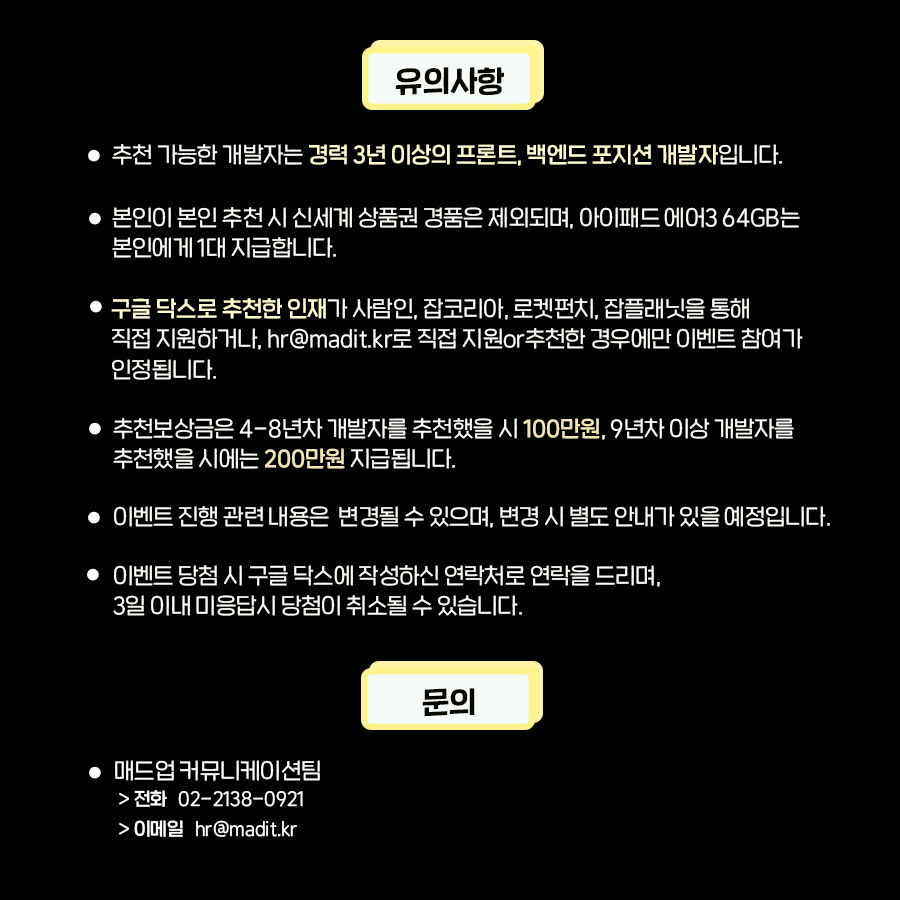 유의사항
● 추천 가능한 개발자는 경력 3년 이상의 프론트, 백엔드 포지션 개발자입니다.
● 본인이 본인 추천 시 신세계 상품권 경품은 제외되며, 아이패드 에어3 64GB는
본인에게 1대 지급합니다.
● 구글 닥스로 추천한 인재가 사람인, 잡코리아, 로켓펀치, 잡플래닛을 통해
직접 지원하거나, hr@madit.kr로 직접 지원or추천한 경우에만 이벤트 참여가
인정됩니다.
● 추천보상금은 4-8년차 개발자를 추천했을 시 100만원, 9년차 이상 개발자를
추천했을 시에는 200만원 지급됩니다.
● 이벤트 진행 관련 내용은 변경될 수 있으며, 변경 시 별도 안내가 있을 예정입니다.
● 이벤트 당첨 시 구글 닥스에 작성하신 연락처로 연락을 드리며,
3일 이내 미응답시 당첨이 취소될 수 있습니다.
문의
● 매드업 커뮤니케이션팀
> 전화 02-2138-0921
> 이메일 hr@madit.kr